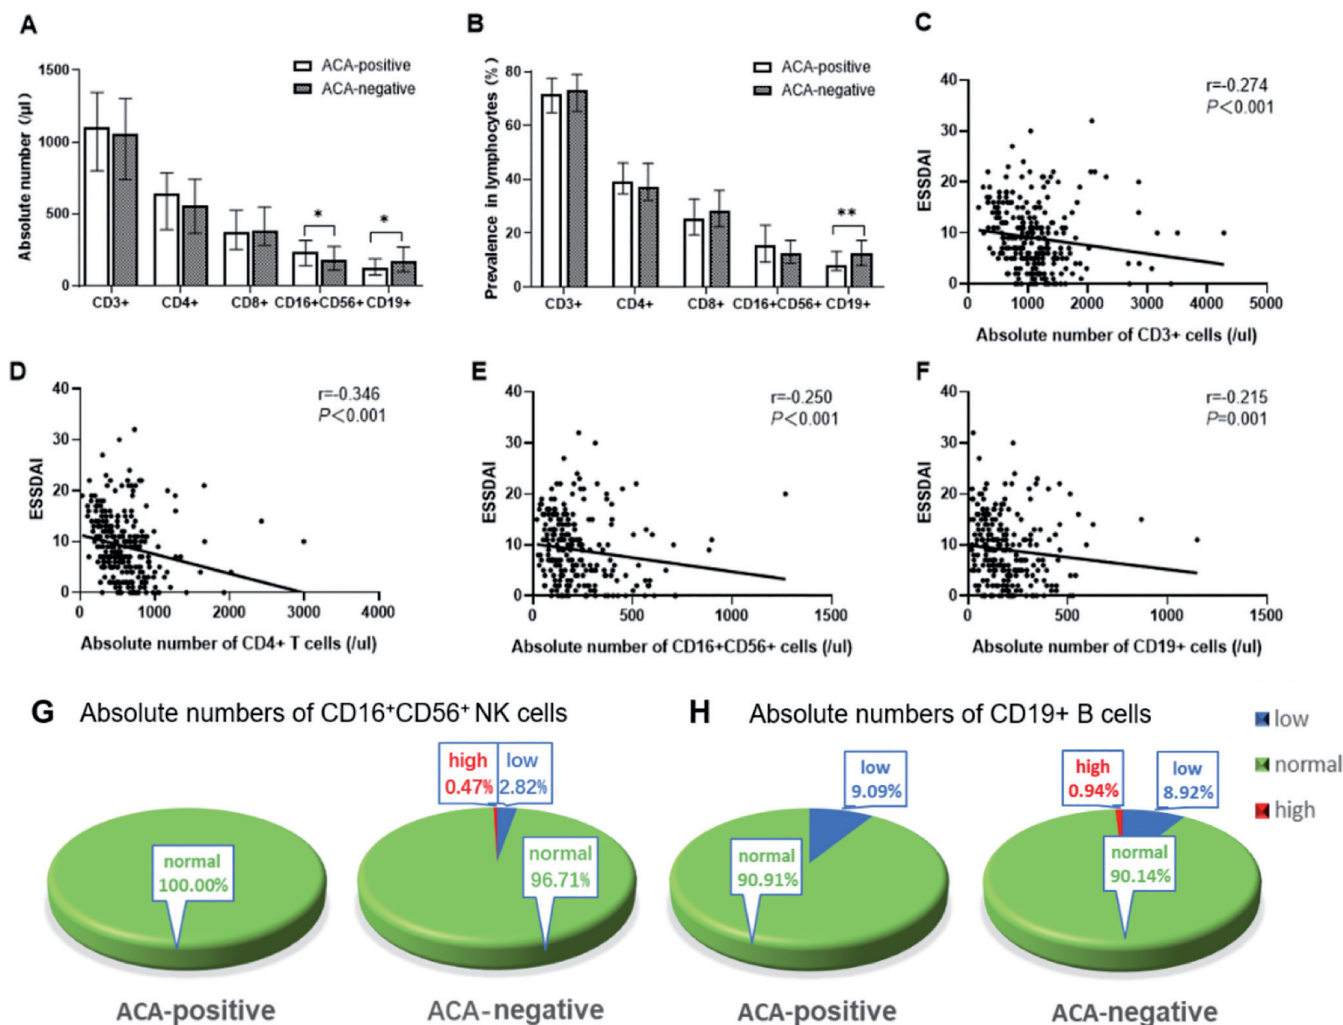 A
Absolute number (/μl)
1500
1000
500
0
ACA-positive
ACA-negative
*
*
CD3+
CD4+
CD8+
CD16+CD56+
CD19+
B
Prevalence in lymphocytes (%)
80
60
40
20
0
ACA-positive
ACA-negative
**
CD3+
CD4+
CD8+
CD16+CD56+
CD19+
C
ESSDAI
40
30
20
10
0
r=-0.274
P<0.001
0 1000 2000 3000 4000 5000
Absolute number of CD3+ cells (/ul)
D
ESSDAI
40
30
20
10
0
r=-0.346
P<0.001
0 1000 2000 3000 4000
Absolute number of CD4+ T cells (/ul)
E
ESSDAI
40
30
20
10
0
r=-0.250
P<0.001
0 500 1000 1500
Absolute number of CD16+CD56+ cells (/ul)
F
ESSDAI
40
30
20
10
0
r=-0.215
P=0.001
0 500 1000 1500
Absolute number of CD19+ cells (/ul)
G Absolute numbers of CD16⁺CD56⁺ NK cells
normal
100.00%
ACA-positive
high
0.47%
low
2.82%
normal
96.71%
ACA-negative
H Absolute numbers of CD19+ B cells
low
9.09%
normal
90.91%
ACA-positive
high
0.94%
low
8.92%
normal
90.14%
ACA-negative
low
normal
high